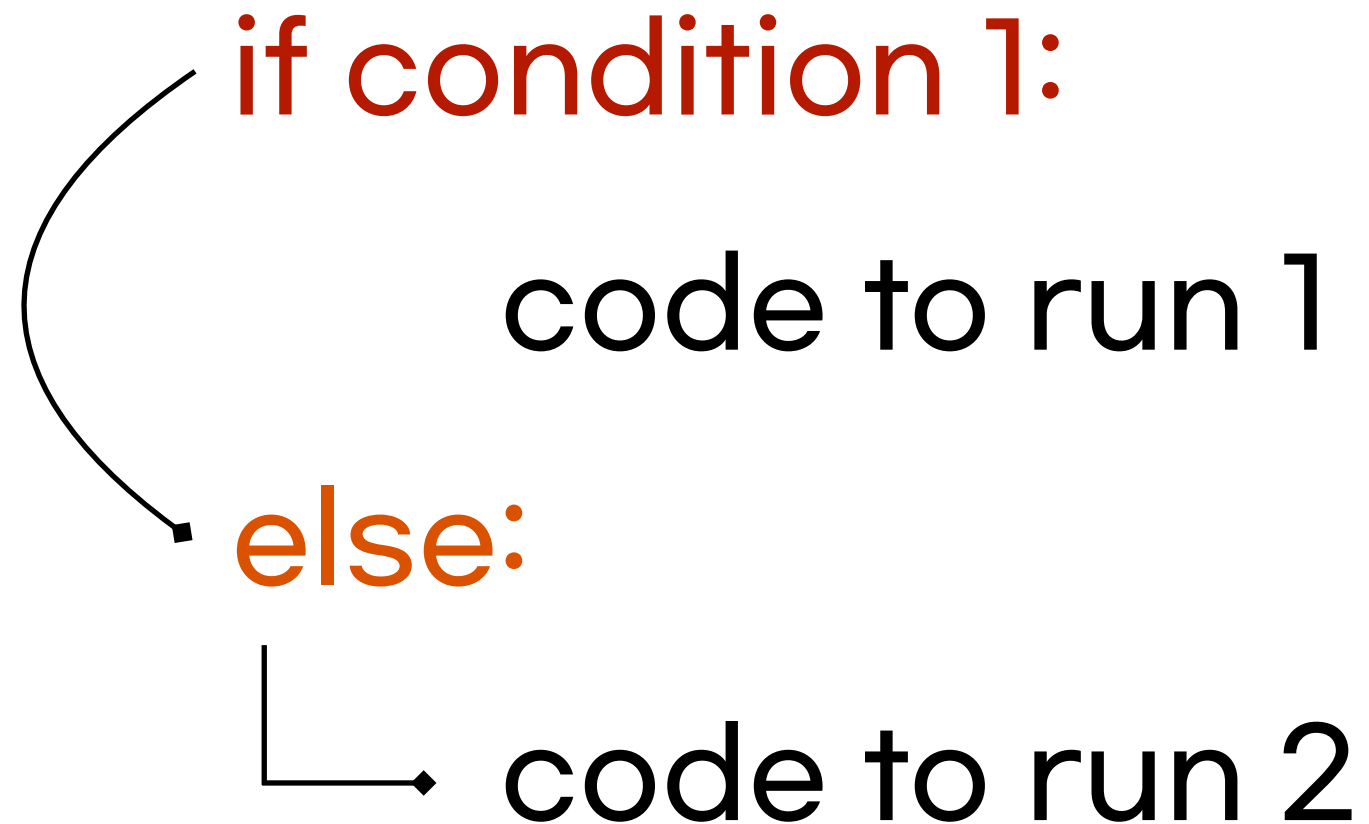 if condition 1:
code to run 1
else:
code to run 2